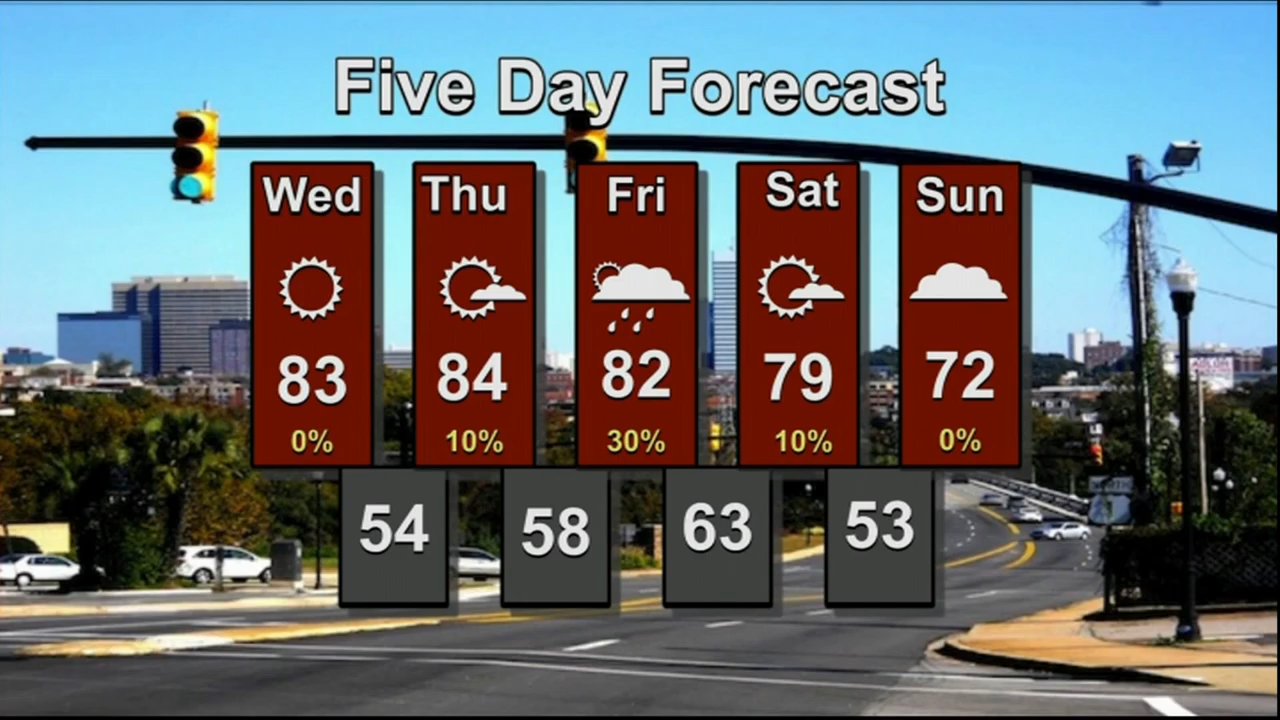 Five Day Forecast
Wed Thu Fri Sat Sun
83 84 82 79 72
0% 10% 30% 10% 0%
54 58 63 53